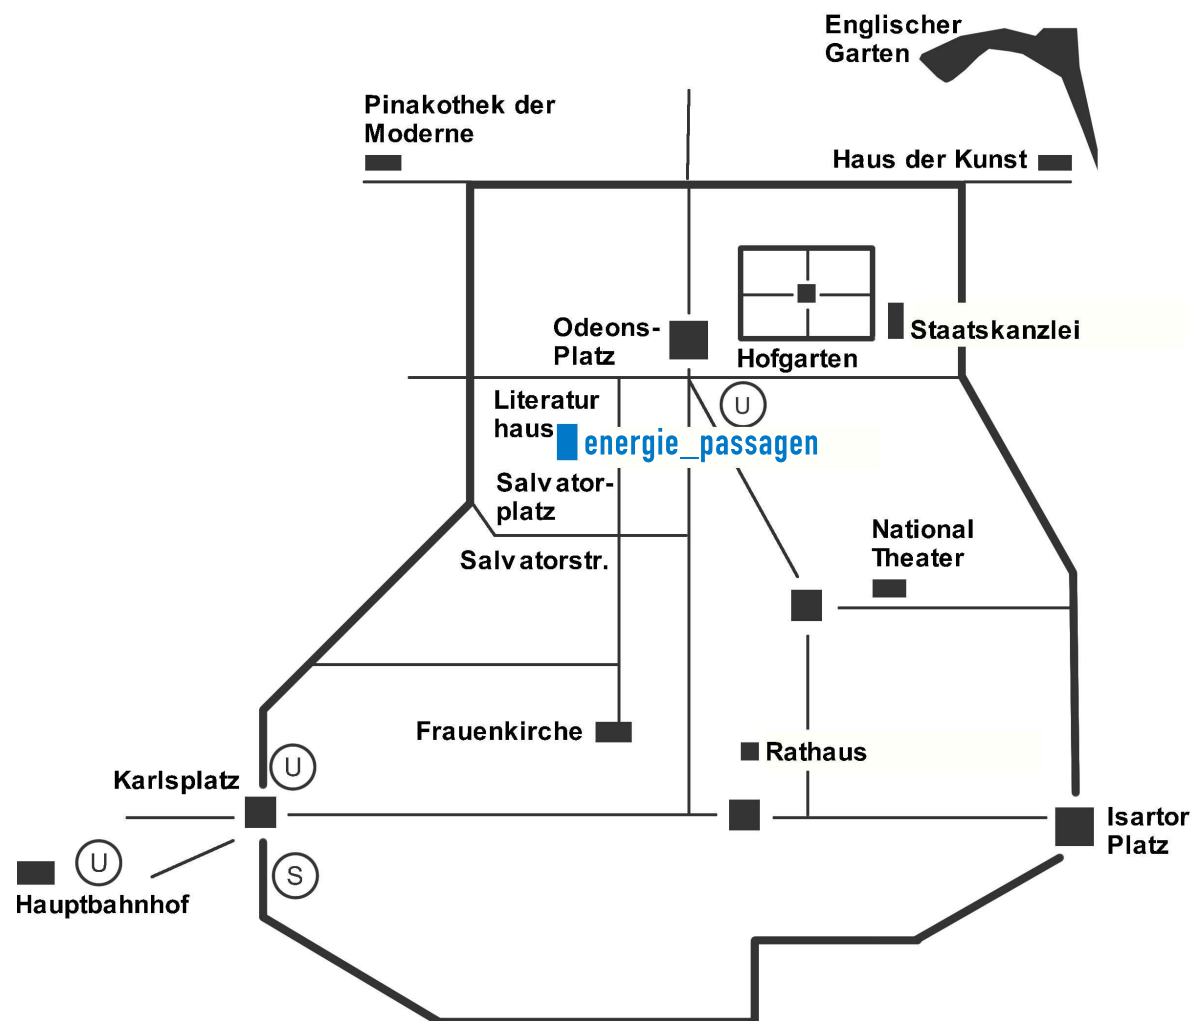 Englischer
Garten
Pinakothek der
Moderne
Haus der Kunst
Odeons-
Platz
Hofgarten
Staatskanzlei
Literatur
haus
U
energie_passagen
Salvator-
platz
Salvatorstr.
National
Theater
Frauenkirche
Rathaus
U
Karlsplatz
Isartor
Platz
U
S
Hauptbahnhof